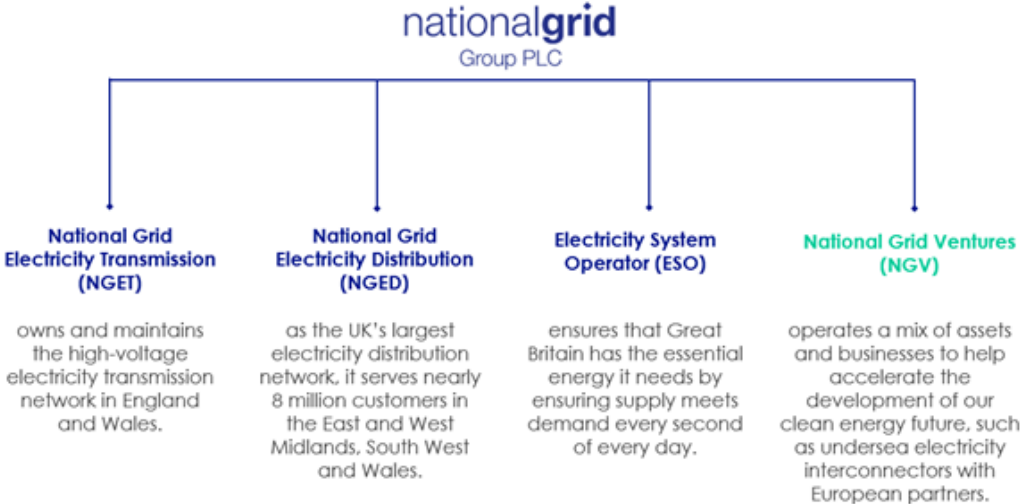 nationalgrid
Group PLC
National Grid
Electricity Transmission
(NGET)
owns and maintains
the high-voltage
electricity transmission
network in England
and Wales.
National Grid
Electricity Distribution
(NGED)
as the UK's largest
electricity distribution
network, it serves nearly
8 million customers in
the East and West
Midlands, South West
and Wales.
Electricity System
Operator (ESO)
ensures that Great
Britain has the essential
energy it needs by
ensuring supply meets
demand every second
of every day.
National Grid Ventures
(NGV)
operates a mix of assets
and businesses to help
accelerate the
development of our
clean energy future, such
as undersea electricity
interconnectors with
European partners.